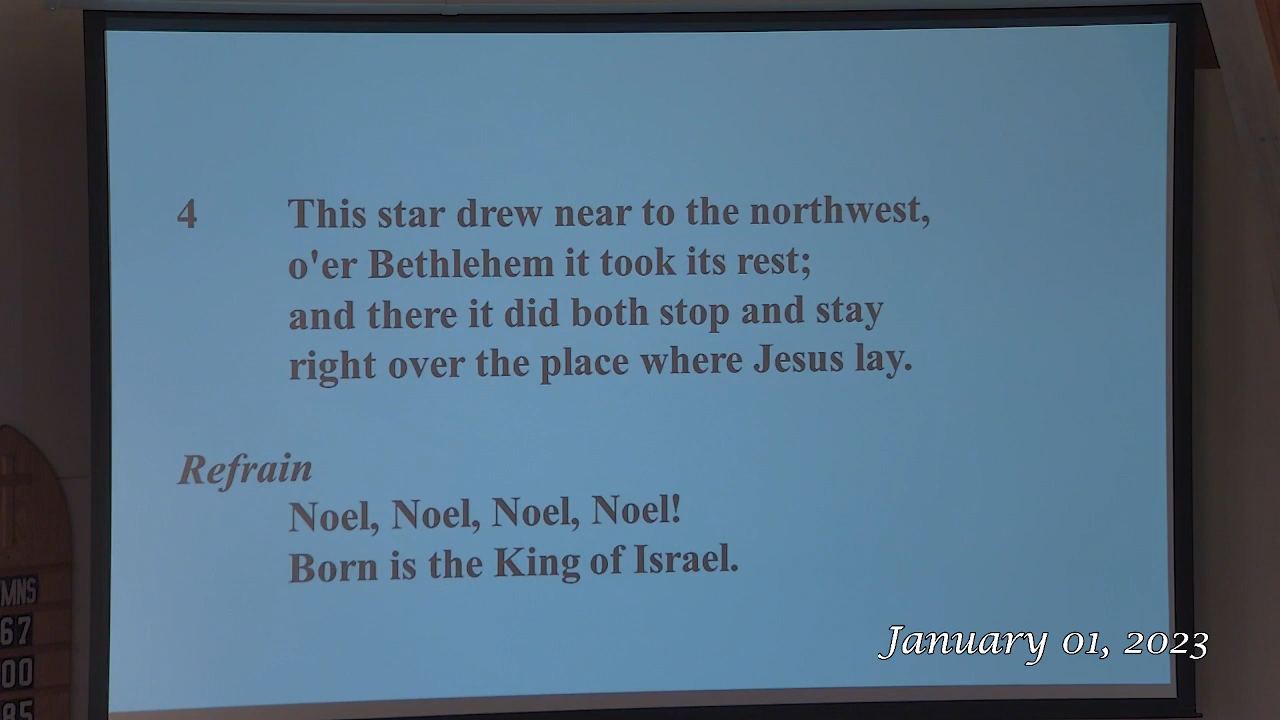 4 This star drew near to the northwest,
o'er Bethlehem it took its rest;
and there it did both stop and stay
right over the place where Jesus lay.
Refrain
Noel, Noel, Noel, Noel!
Born is the King of Israel.
MNS
67
00
85
January 01, 2023